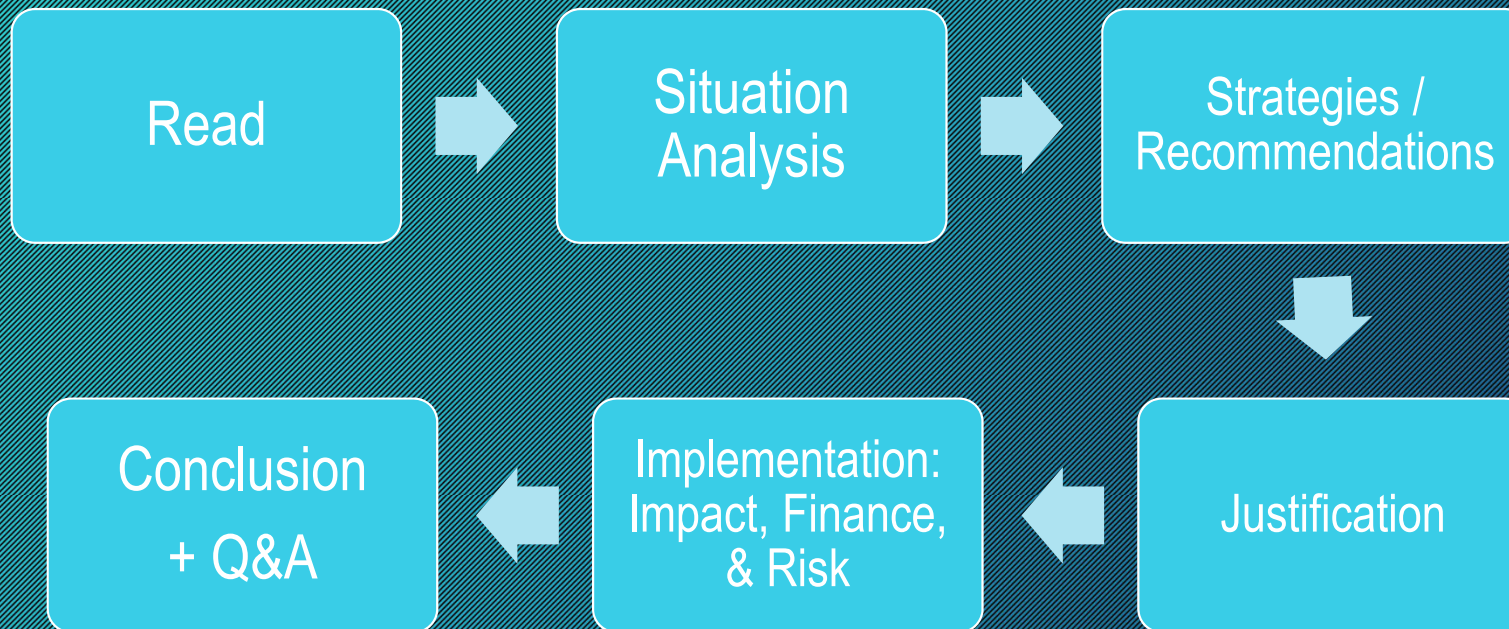 Read
Situation
Analysis
Strategies /
Recommendations
Justification
Implementation:
Impact, Finance,
& Risk
Conclusion
+ Q&A